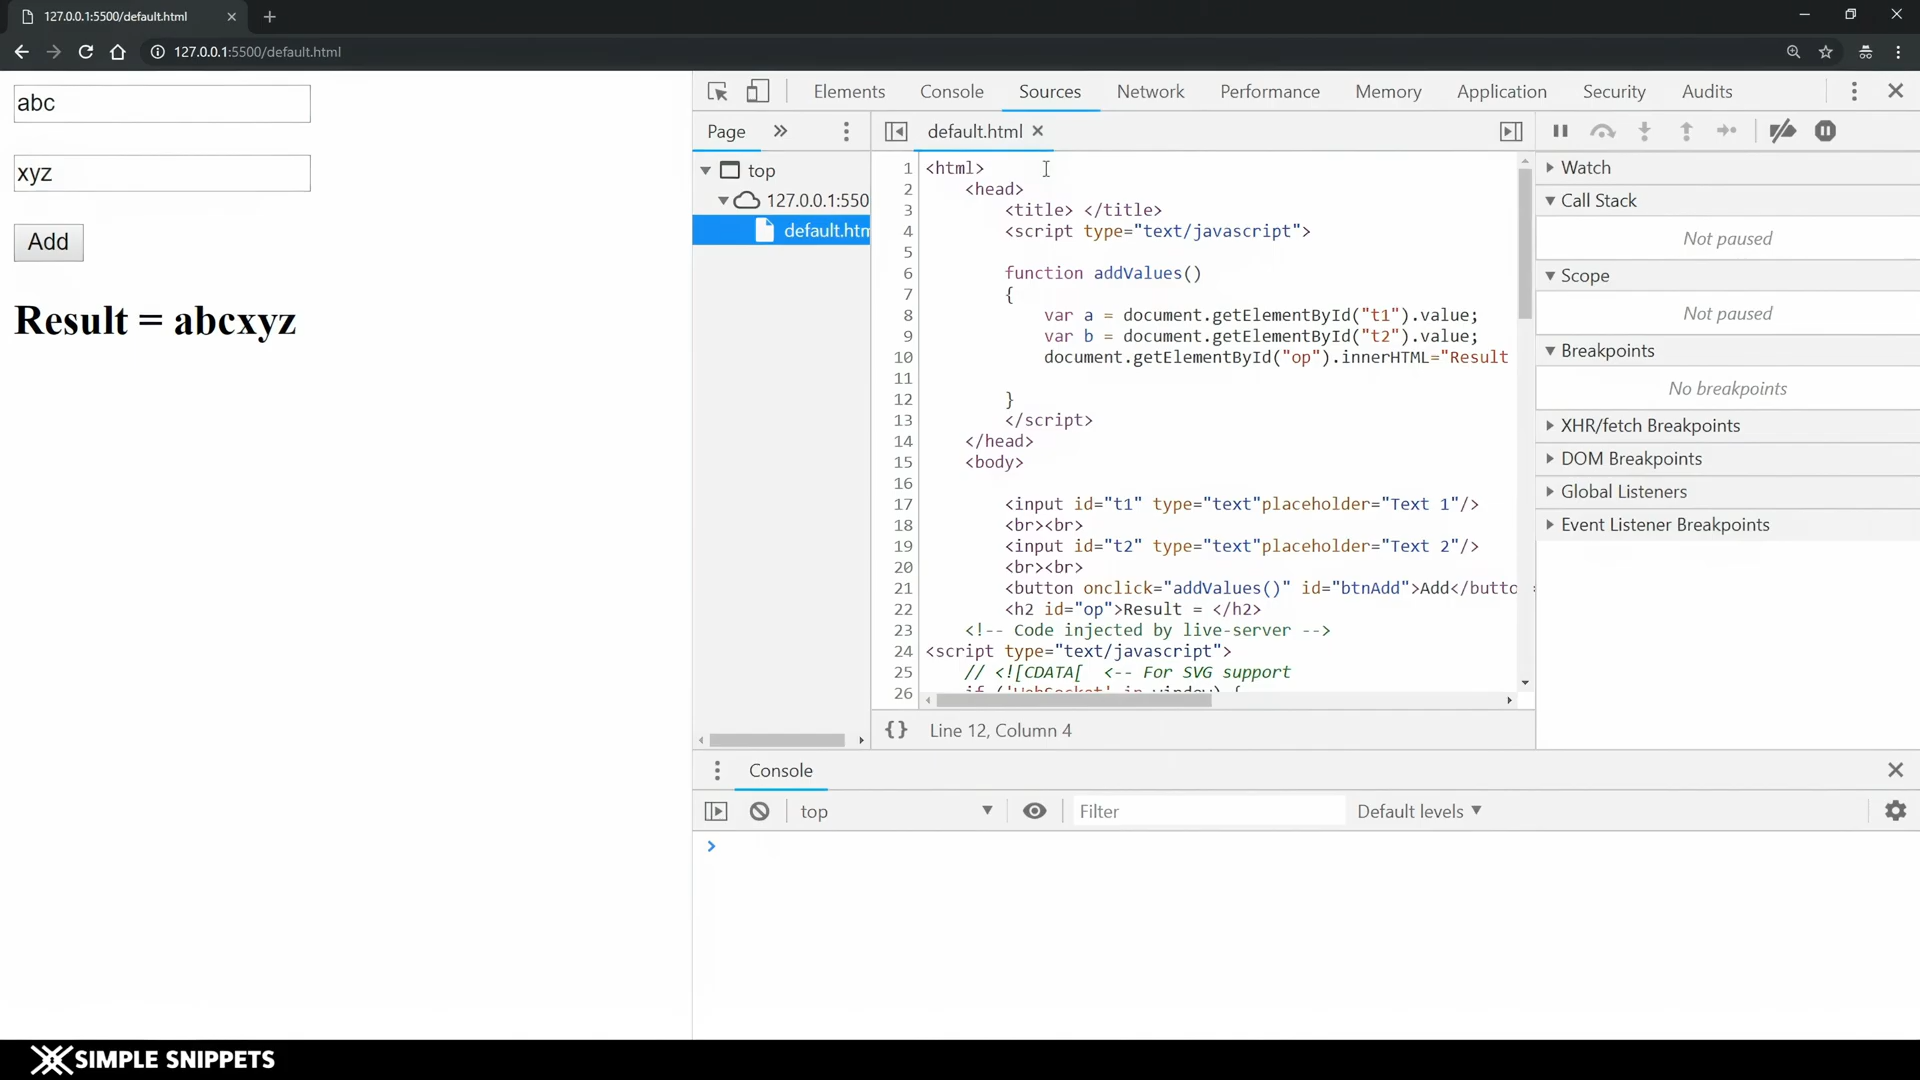 127.0.0.1:5500/default.html
127.0.0.1:5500/default.html
abc
xyz
Add
Result = abcxyz
Elements Console Sources Network Performance Memory Application Security Audits
Page
default.html
top
127.0.0.1:550
default.htm
1 <html>
2 <head>
3 <title> </title>
4 <script type="text/javascript">
5
6 function addValues()
7 {
8 var a = document.getElementById("t1").value;
9 var b = document.getElementById("t2").value;
10 document.getElementById("op").innerHTML="Result
11
12 }
13 </script>
14 </head>
15 <body>
16
17 <input id="t1" type="text"placeholder="Text 1"/>
18 <br><br>
19 <input id="t2" type="text"placeholder="Text 2"/>
20 <br><br>
21 <button onclick="addValues()" id="btnAdd">Add</butto
22 <h2 id="op">Result = </h2>
23 <!-- Code injected by live-server -->
24 <script type="text/javascript">
25 // <![CDATA[ <-- For SVG support
26 if ('WebSocket' in window) {
{} Line 12, Column 4
Watch
Call Stack
Not paused
Scope
Not paused
Breakpoints
No breakpoints
XHR/fetch Breakpoints
DOM Breakpoints
Global Listeners
Event Listener Breakpoints
Console
top
Filter
Default levels
SIMPLE SNIPPETS